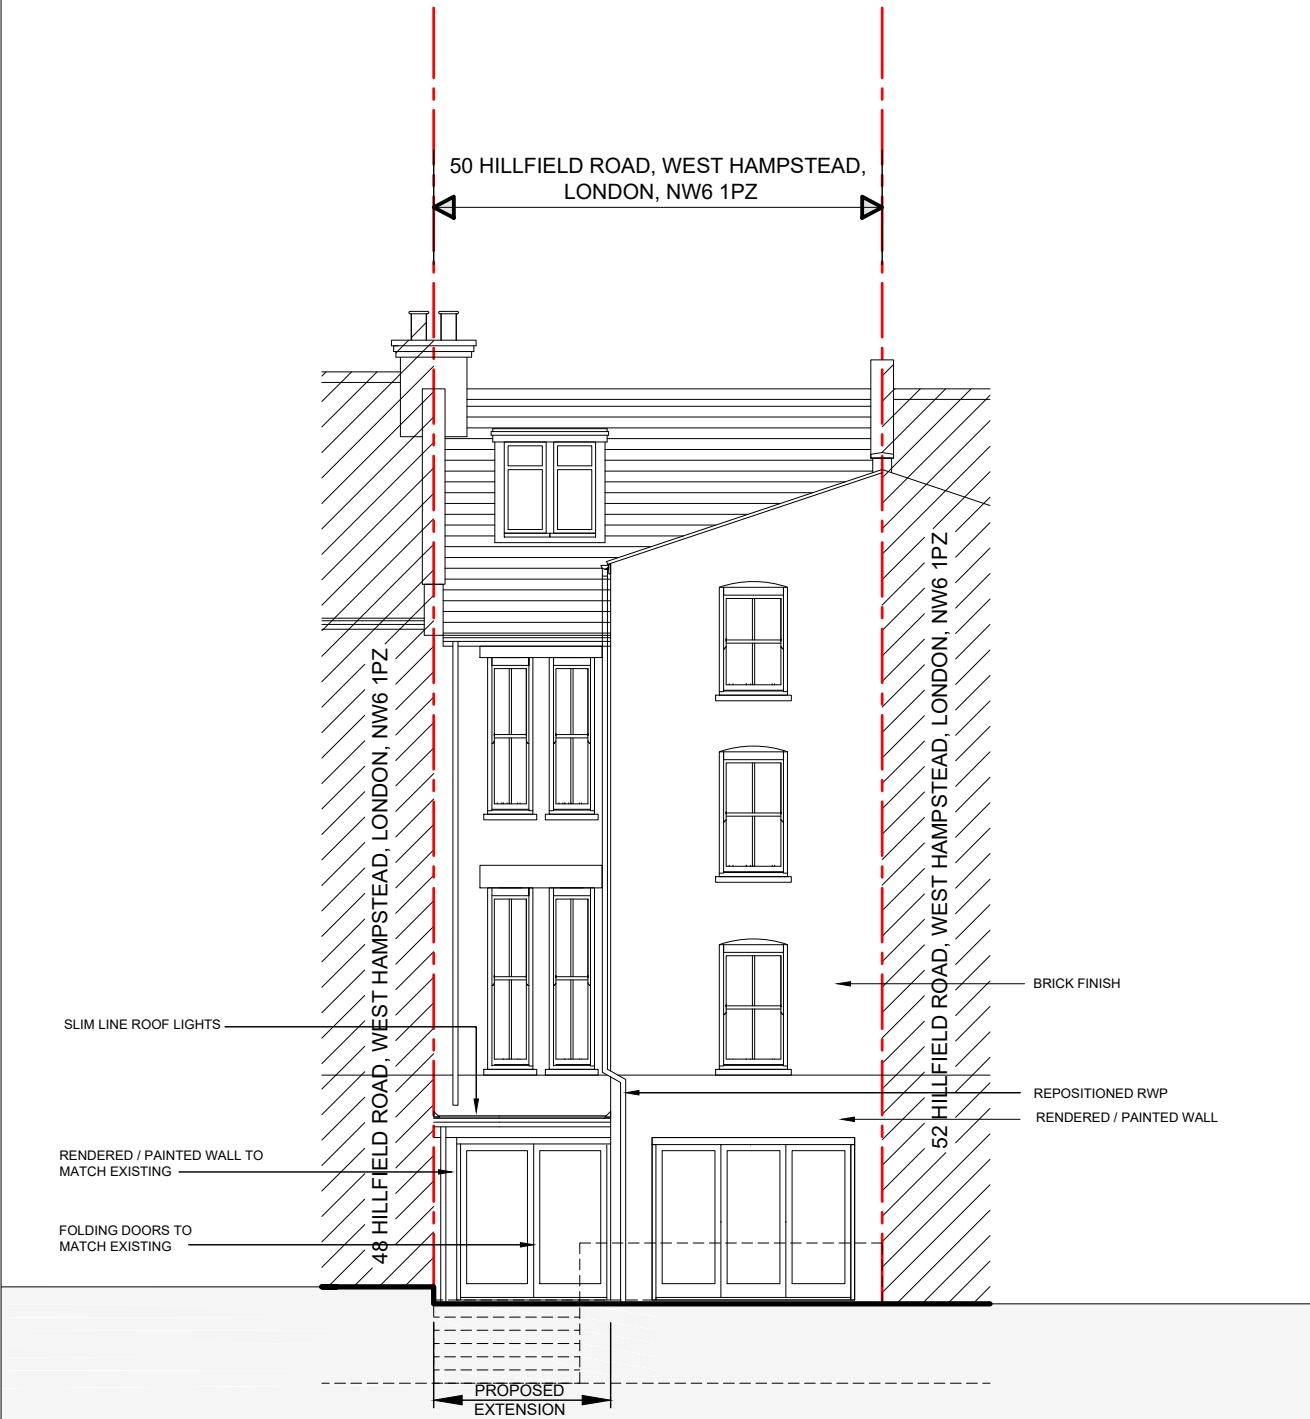 50 HILLFIELD ROAD, WEST HAMPSTEAD,
LONDON, NW6 1PZ
48 HILLFIELD ROAD, WEST HAMPSTEAD, LONDON, NW6 1PZ
52 HILLFIELD ROAD, WEST HAMPSTEAD, LONDON, NW6 1PZ
BRICK FINISH
SLIM LINE ROOF LIGHTS
REPOSITIONED RWP
RENDERED / PAINTED WALL
RENDERED / PAINTED WALL TO
MATCH EXISTING
FOLDING DOORS TO
MATCH EXISTING
PROPOSED
EXTENSION